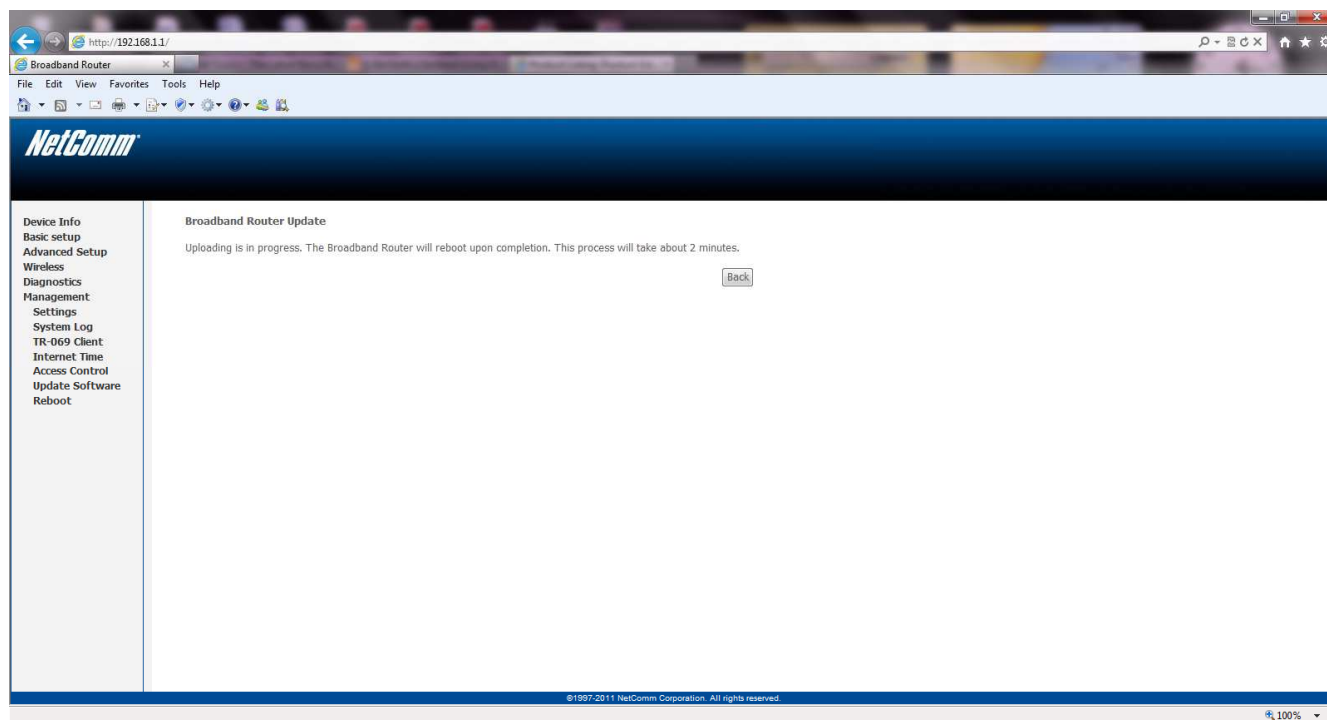 http://192.168.1.1/
Broadband Router
File Edit View Favorites Tools Help
NetComm
Device Info
Basic setup
Advanced Setup
Wireless
Diagnostics
Management
Settings
System Log
TR-069 Client
Internet Time
Access Control
Update Software
Reboot
Broadband Router Update
Uploading is in progress. The Broadband Router will reboot upon completion. This process will take about 2 minutes.
Back
©1997-2011 NetComm Corporation. All rights reserved.
100%